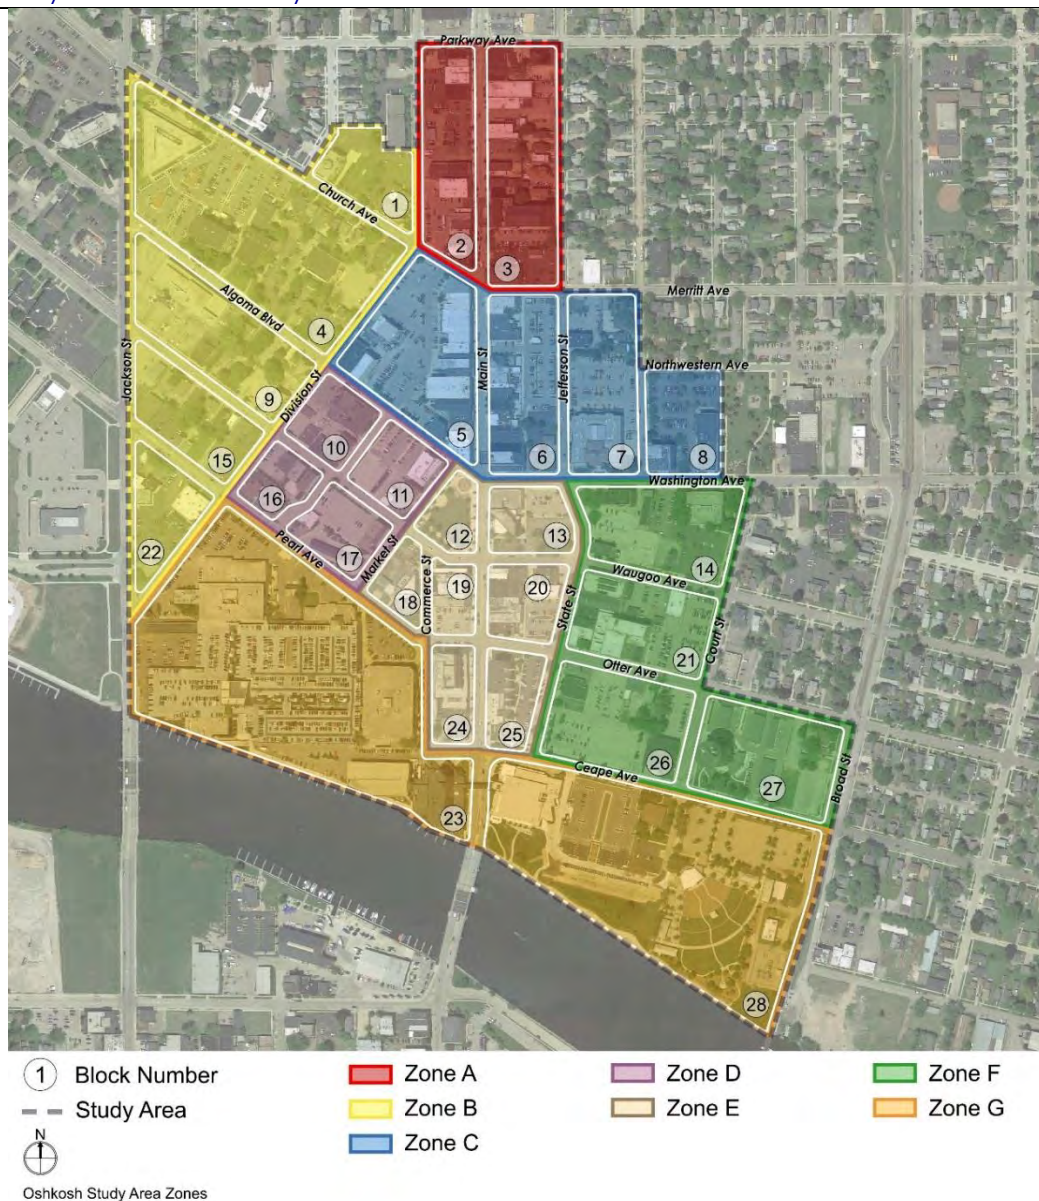 Parkway Ave
1
Church Ave
2
3
Merritt Ave
Algoma Blvd
4
Main St
Jefferson St
Jackson St
Northwestern Ave
Division St
9
10
5
6
7
8
15
11
Washington Ave
16
12
13
Pearl Ave
17
Market St
22
14
Waugoo Ave
18
Commerce St
19
20
State St
Court St
21
Otter Ave
24
25
26
Ceape Ave
27
Broad St
23
28
1 Block Number
Study Area
N
Zone A
Zone B
Zone C
Zone D
Zone E
Zone F
Zone G
Oshkosh Study Area Zones